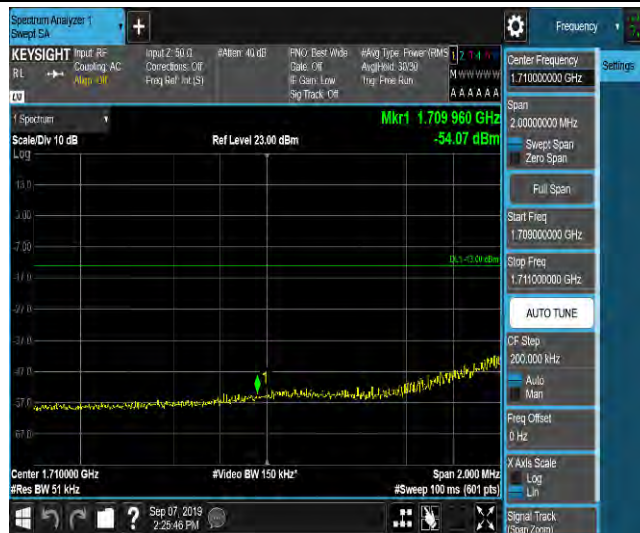 Spectrum Analyzer 1
Swept SA
+
Frequency
KEYSIGHT
Input: RF
Input Z: 50 Ω
#Atten: 40 dB
PNO: Best Wide
#Avg Type: Power (RMS
1 2
RL
Coupling: AC
Corrections: Off
Gate: Off
Avg|Hold: 30/30
M W W W W W
Align: Off
Freq Ref: Int (S)
IF Gain: Low
Trig: Free Run
Sig Track: Off
A A A A A A
1 Spectrum
Mkr1 1.709 960 GHz
Scale/Div 10 dB
Ref Level 23.00 dBm
-54.07 dBm
Log
13.0
3.00
-7.00
DL1 -13.00 dBm
-17.0
-27.0
-37.0
-47.0
-57.0
-67.0
1
Center 1.710000 GHz
#Video BW 150 kHz*
Span 2.000 MHz
#Res BW 51 kHz
#Sweep 100 ms (601 pts)
Sep 07, 2019
2:25:46 PM
?
Center Frequency
1.710000000 GHz
Settings
Span
2.00000000 MHz
Swept Span
Zero Span
Full Span
Start Freq
1.709000000 GHz
Stop Freq
1.711000000 GHz
AUTO TUNE
CF Step
200.000 kHz
Auto
Man
Freq Offset
0 Hz
X Axis Scale
Log
Lin
Signal Track
(Span Zoom)